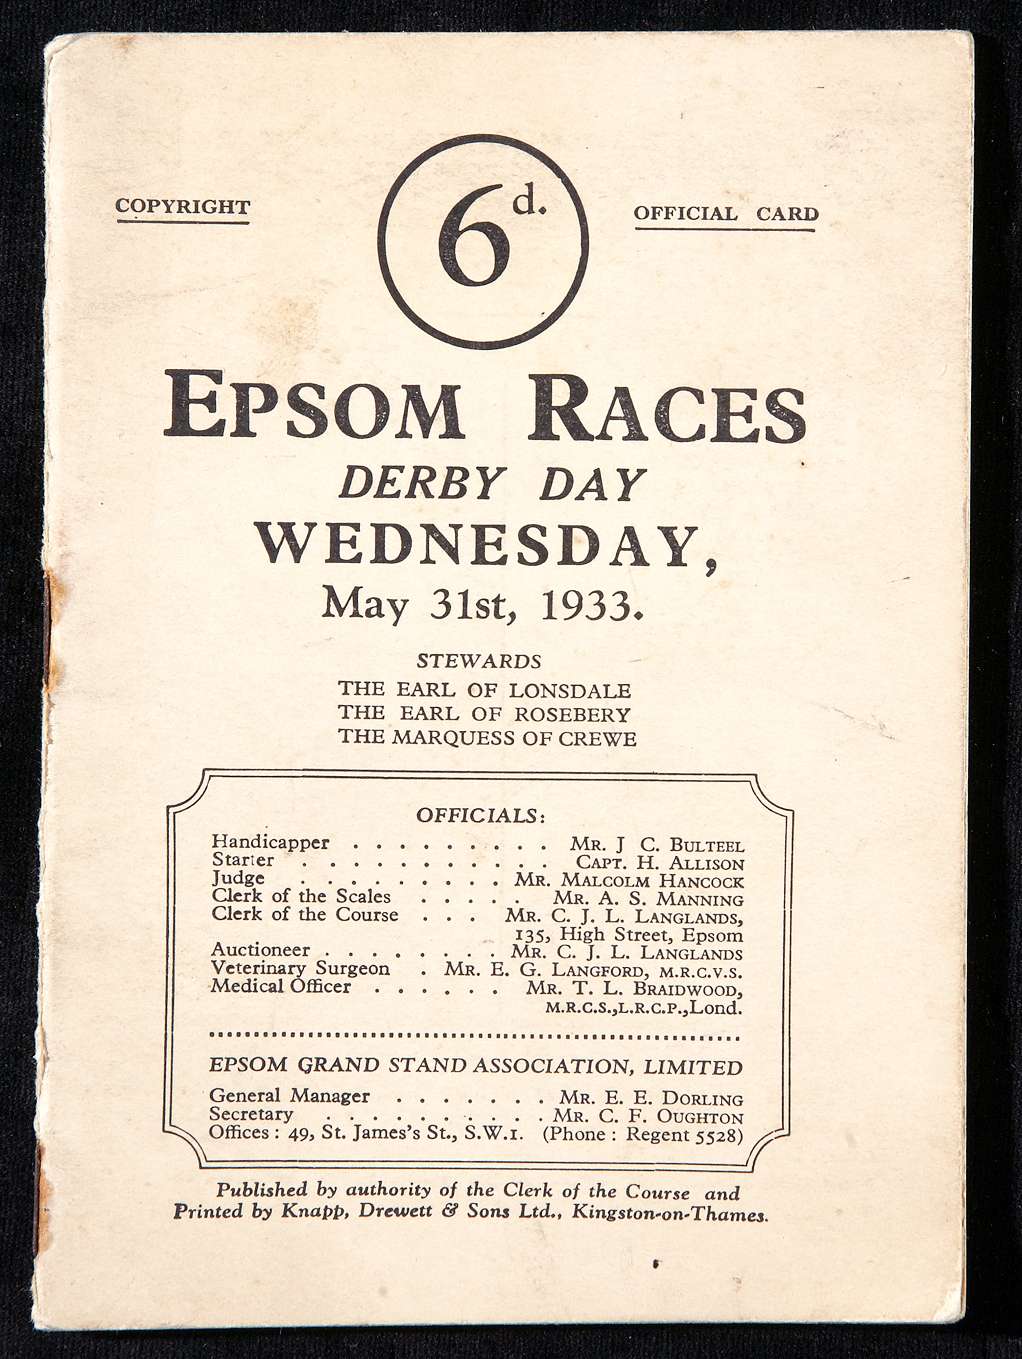 COPYRIGHT
6d.
OFFICIAL CARD
EPSOM RACES
DERBY DAY
WEDNESDAY,
May 31st, 1933.
STEWARDS
THE EARL OF LONSDALE
THE EARL OF ROSEBERY
THE MARQUESS OF CREWE
OFFICIALS:
Handicapper . . . . . . . . . MR. J C. BULTEEL
Starter . . . . . . . . . . . CAPT. H. ALLISON
Judge . . . . . . . . . MR. MALCOLM HANCOCK
Clerk of the Scales . . . . . MR. A. S. MANNING
Clerk of the Course . . . MR. C. J. L. LANGLANDS,
135, High Street, Epsom
Auctioneer . . . . . . . . MR. C. J. L. LANGLANDS
Veterinary Surgeon . MR. E. G. LANGFORD, M.R.C.V.S.
Medical Officer . . . . . . MR. T. L. BRAIDWOOD,
M.R.C.S.,L.R.C.P.,Lond.
EPSOM GRAND STAND ASSOCIATION, LIMITED
General Manager . . . . . . . MR. E. E. DORLING
Secretary . . . . . . . . . . MR. C. F. OUGHTON
Offices : 49, St. James's St., S.W.1. (Phone : Regent 5528)
Published by authority of the Clerk of the Course and
Printed by Knapp, Drewett & Sons Ltd., Kingston-on-Thames.